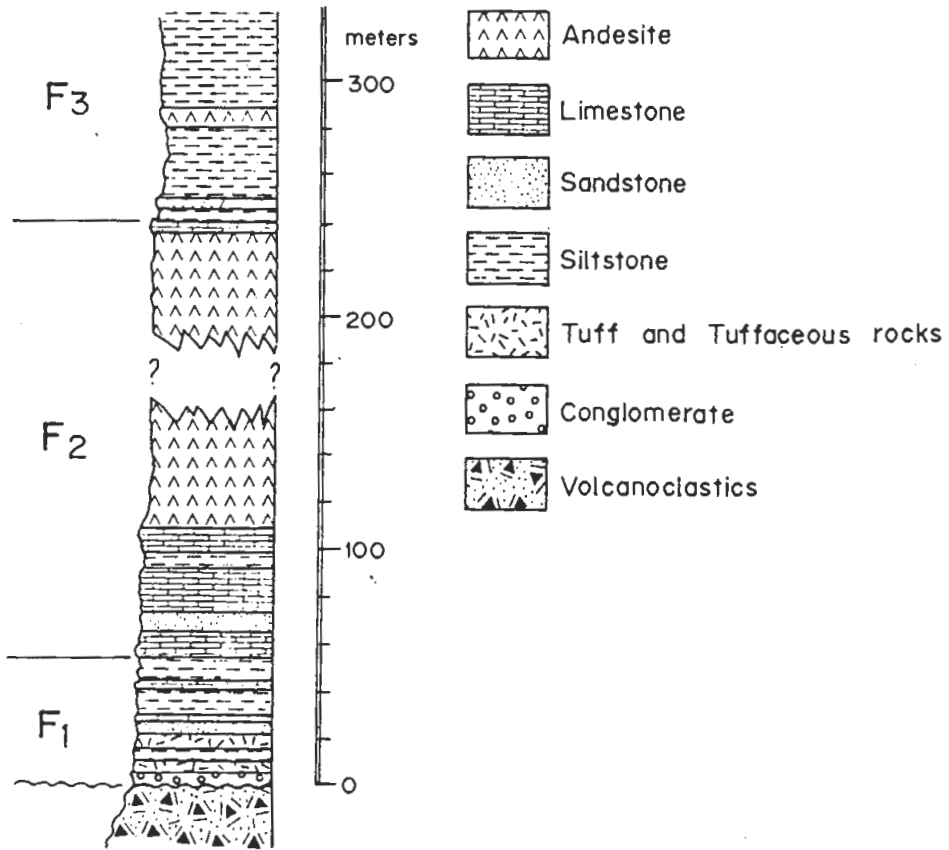 meters
300
200
100
0
F3
F2
F1
?
?
Andesite
Limestone
Sandstone
Siltstone
Tuff and Tuffaceous rocks
Conglomerate
Volcanoclastics